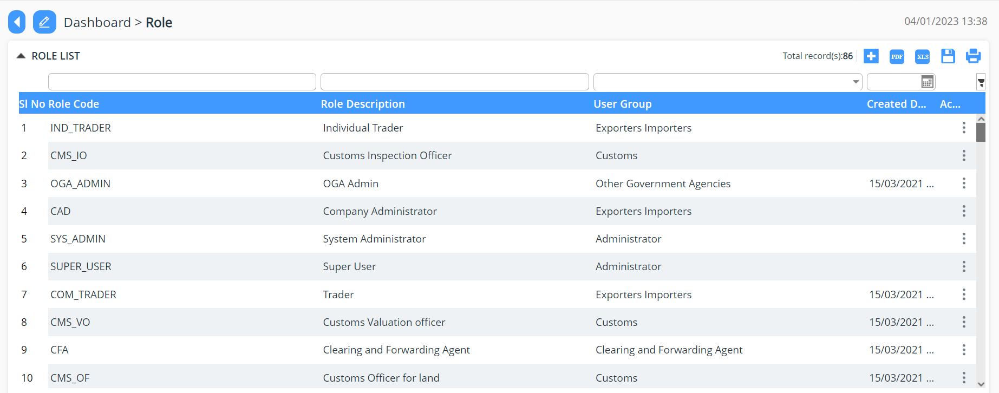 Dashboard > Role
04/01/2023 13:38
ROLE LIST
Total record(s):86
PDF
XLS
Sl No Role Code Role Description User Group Created D... Ac...
1 IND_TRADER Individual Trader Exporters Importers
2 CMS_IO Customs Inspection Officer Customs
3 OGA_ADMIN OGA Admin Other Government Agencies 15/03/2021 ...
4 CAD Company Administrator Exporters Importers
5 SYS_ADMIN System Administrator Administrator
6 SUPER_USER Super User Administrator
7 COM_TRADER Trader Exporters Importers 15/03/2021 ...
8 CMS_VO Customs Valuation officer Customs 15/03/2021 ...
9 CFA Clearing and Forwarding Agent Clearing and Forwarding Agent 15/03/2021 ...
10 CMS_OF Customs Officer for land Customs 15/03/2021 ...